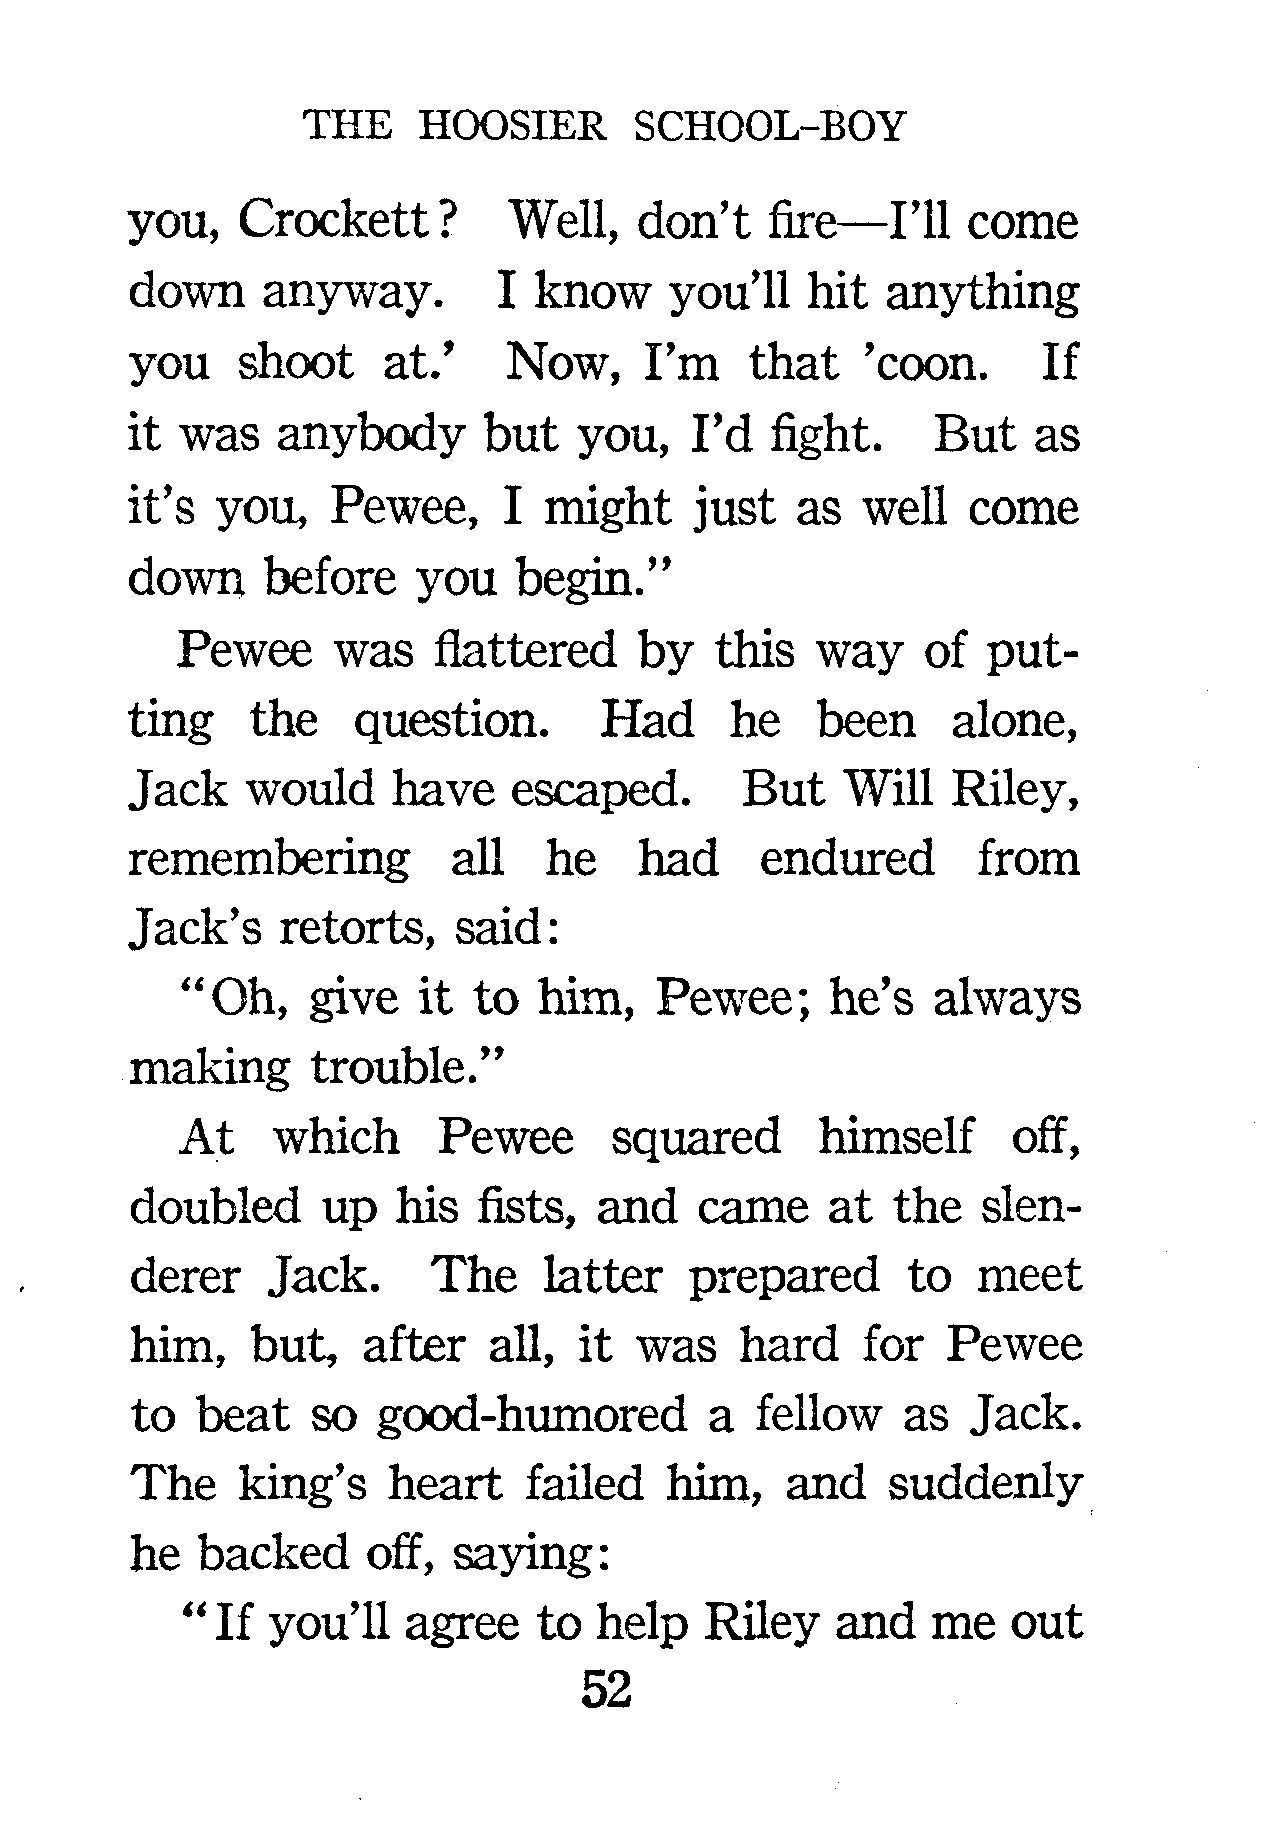 THE HOOSIER SCHOOL-BOY
you, Crockett? Well, don't fire—I'll come
down anyway. I know you'll hit anything
you shoot at.' Now, I'm that 'coon. If
it was anybody but you, I'd fight. But as
it's you, Pewee, I might just as well come
down before you begin."
Pewee was flattered by this way of put-
ting the question. Had he been alone,
Jack would have escaped. But Will Riley,
remembering all he had endured from
Jack's retorts, said:
"Oh, give it to him, Pewee; he's always
making trouble."
At which Pewee squared himself off,
doubled up his fists, and came at the slen-
derer Jack. The latter prepared to meet
him, but, after all, it was hard for Pewee
to beat so good-humored a fellow as Jack.
The king's heart failed him, and suddenly
he backed off, saying:
"If you'll agree to help Riley and me out
52